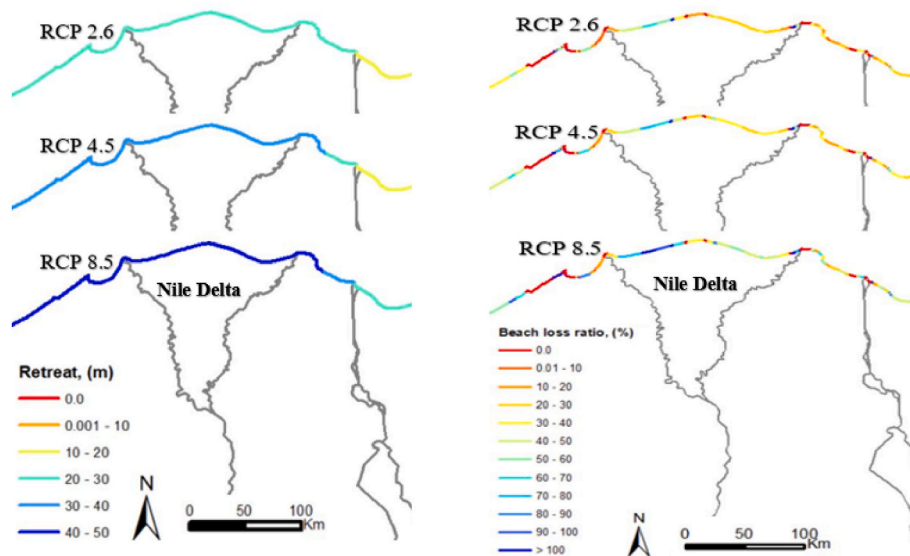 RCP 2.6
RCP 4.5
RCP 8.5
Nile Delta
Retreat, (m)
0.0
0.001 - 10
10 - 20
20 - 30
30 - 40
40 - 50
N
0 50 100
Km
RCP 2.6
RCP 4.5
RCP 8.5
Nile Delta
Beach loss ratio, (%)
0.0
0.01 - 10
10 - 20
20 - 30
30 - 40
40 - 50
50 - 60
60 - 70
70 - 80
80 - 90
90 - 100
> 100
N
0 50 100
Km